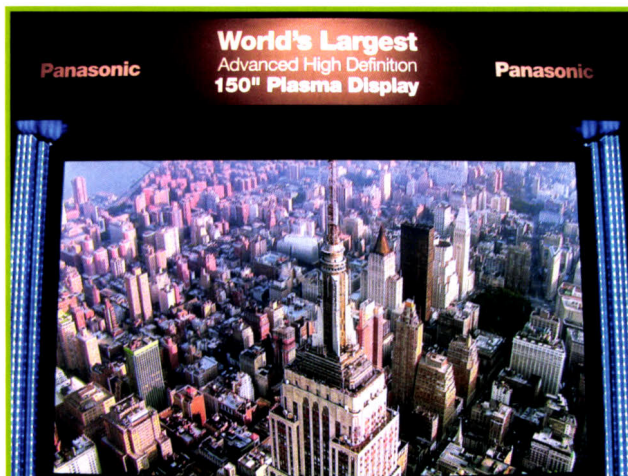 World's Largest
Advanced High Definition
150" Plasma Display
Panasonic
Panasonic